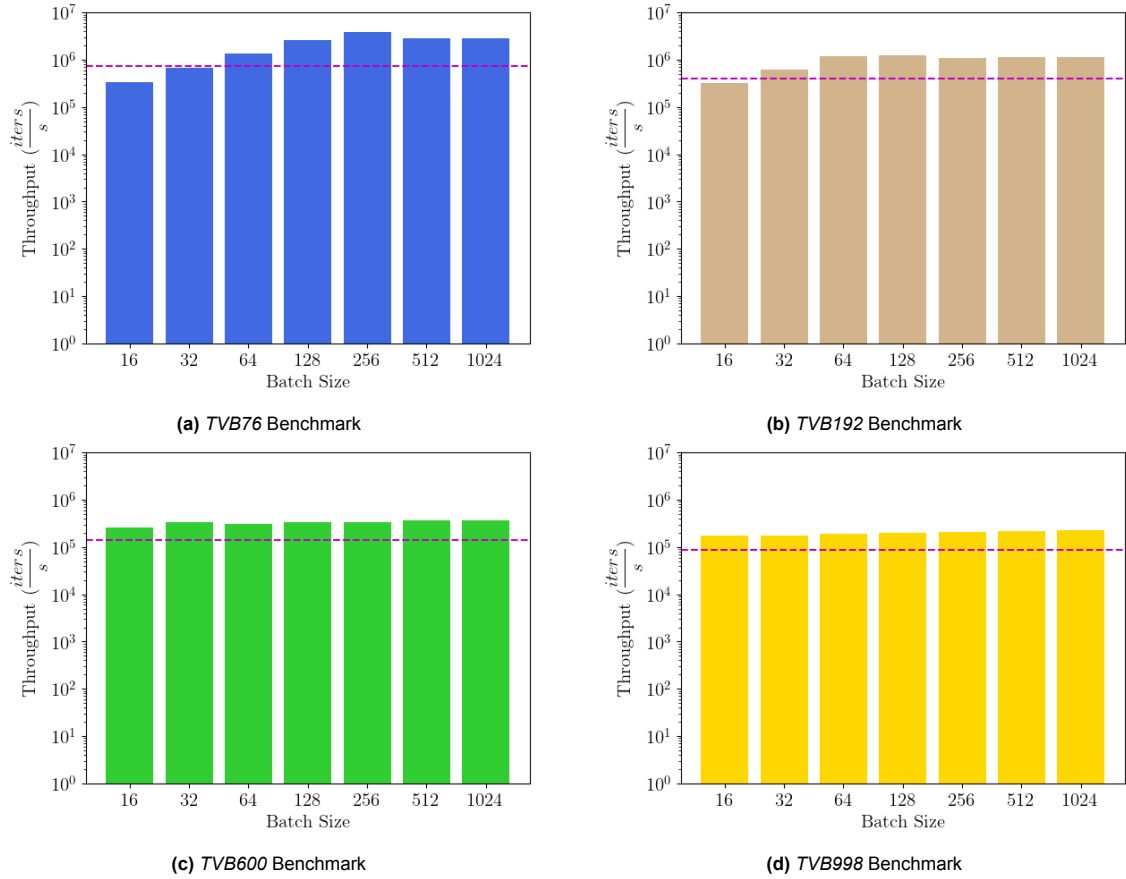 10^7
10^6
10^5
10^4
10^3
10^2
10^1
10^0
Throughput (iters/s)
16 32 64 128 256 512 1024
Batch Size
(a) TVB76 Benchmark
10^7
10^6
10^5
10^4
10^3
10^2
10^1
10^0
Throughput (iters/s)
16 32 64 128 256 512 1024
Batch Size
(b) TVB192 Benchmark
10^7
10^6
10^5
10^4
10^3
10^2
10^1
10^0
Throughput (iters/s)
16 32 64 128 256 512 1024
Batch Size
(c) TVB600 Benchmark
10^7
10^6
10^5
10^4
10^3
10^2
10^1
10^0
Throughput (iters/s)
16 32 64 128 256 512 1024
Batch Size
(d) TVB998 Benchmark